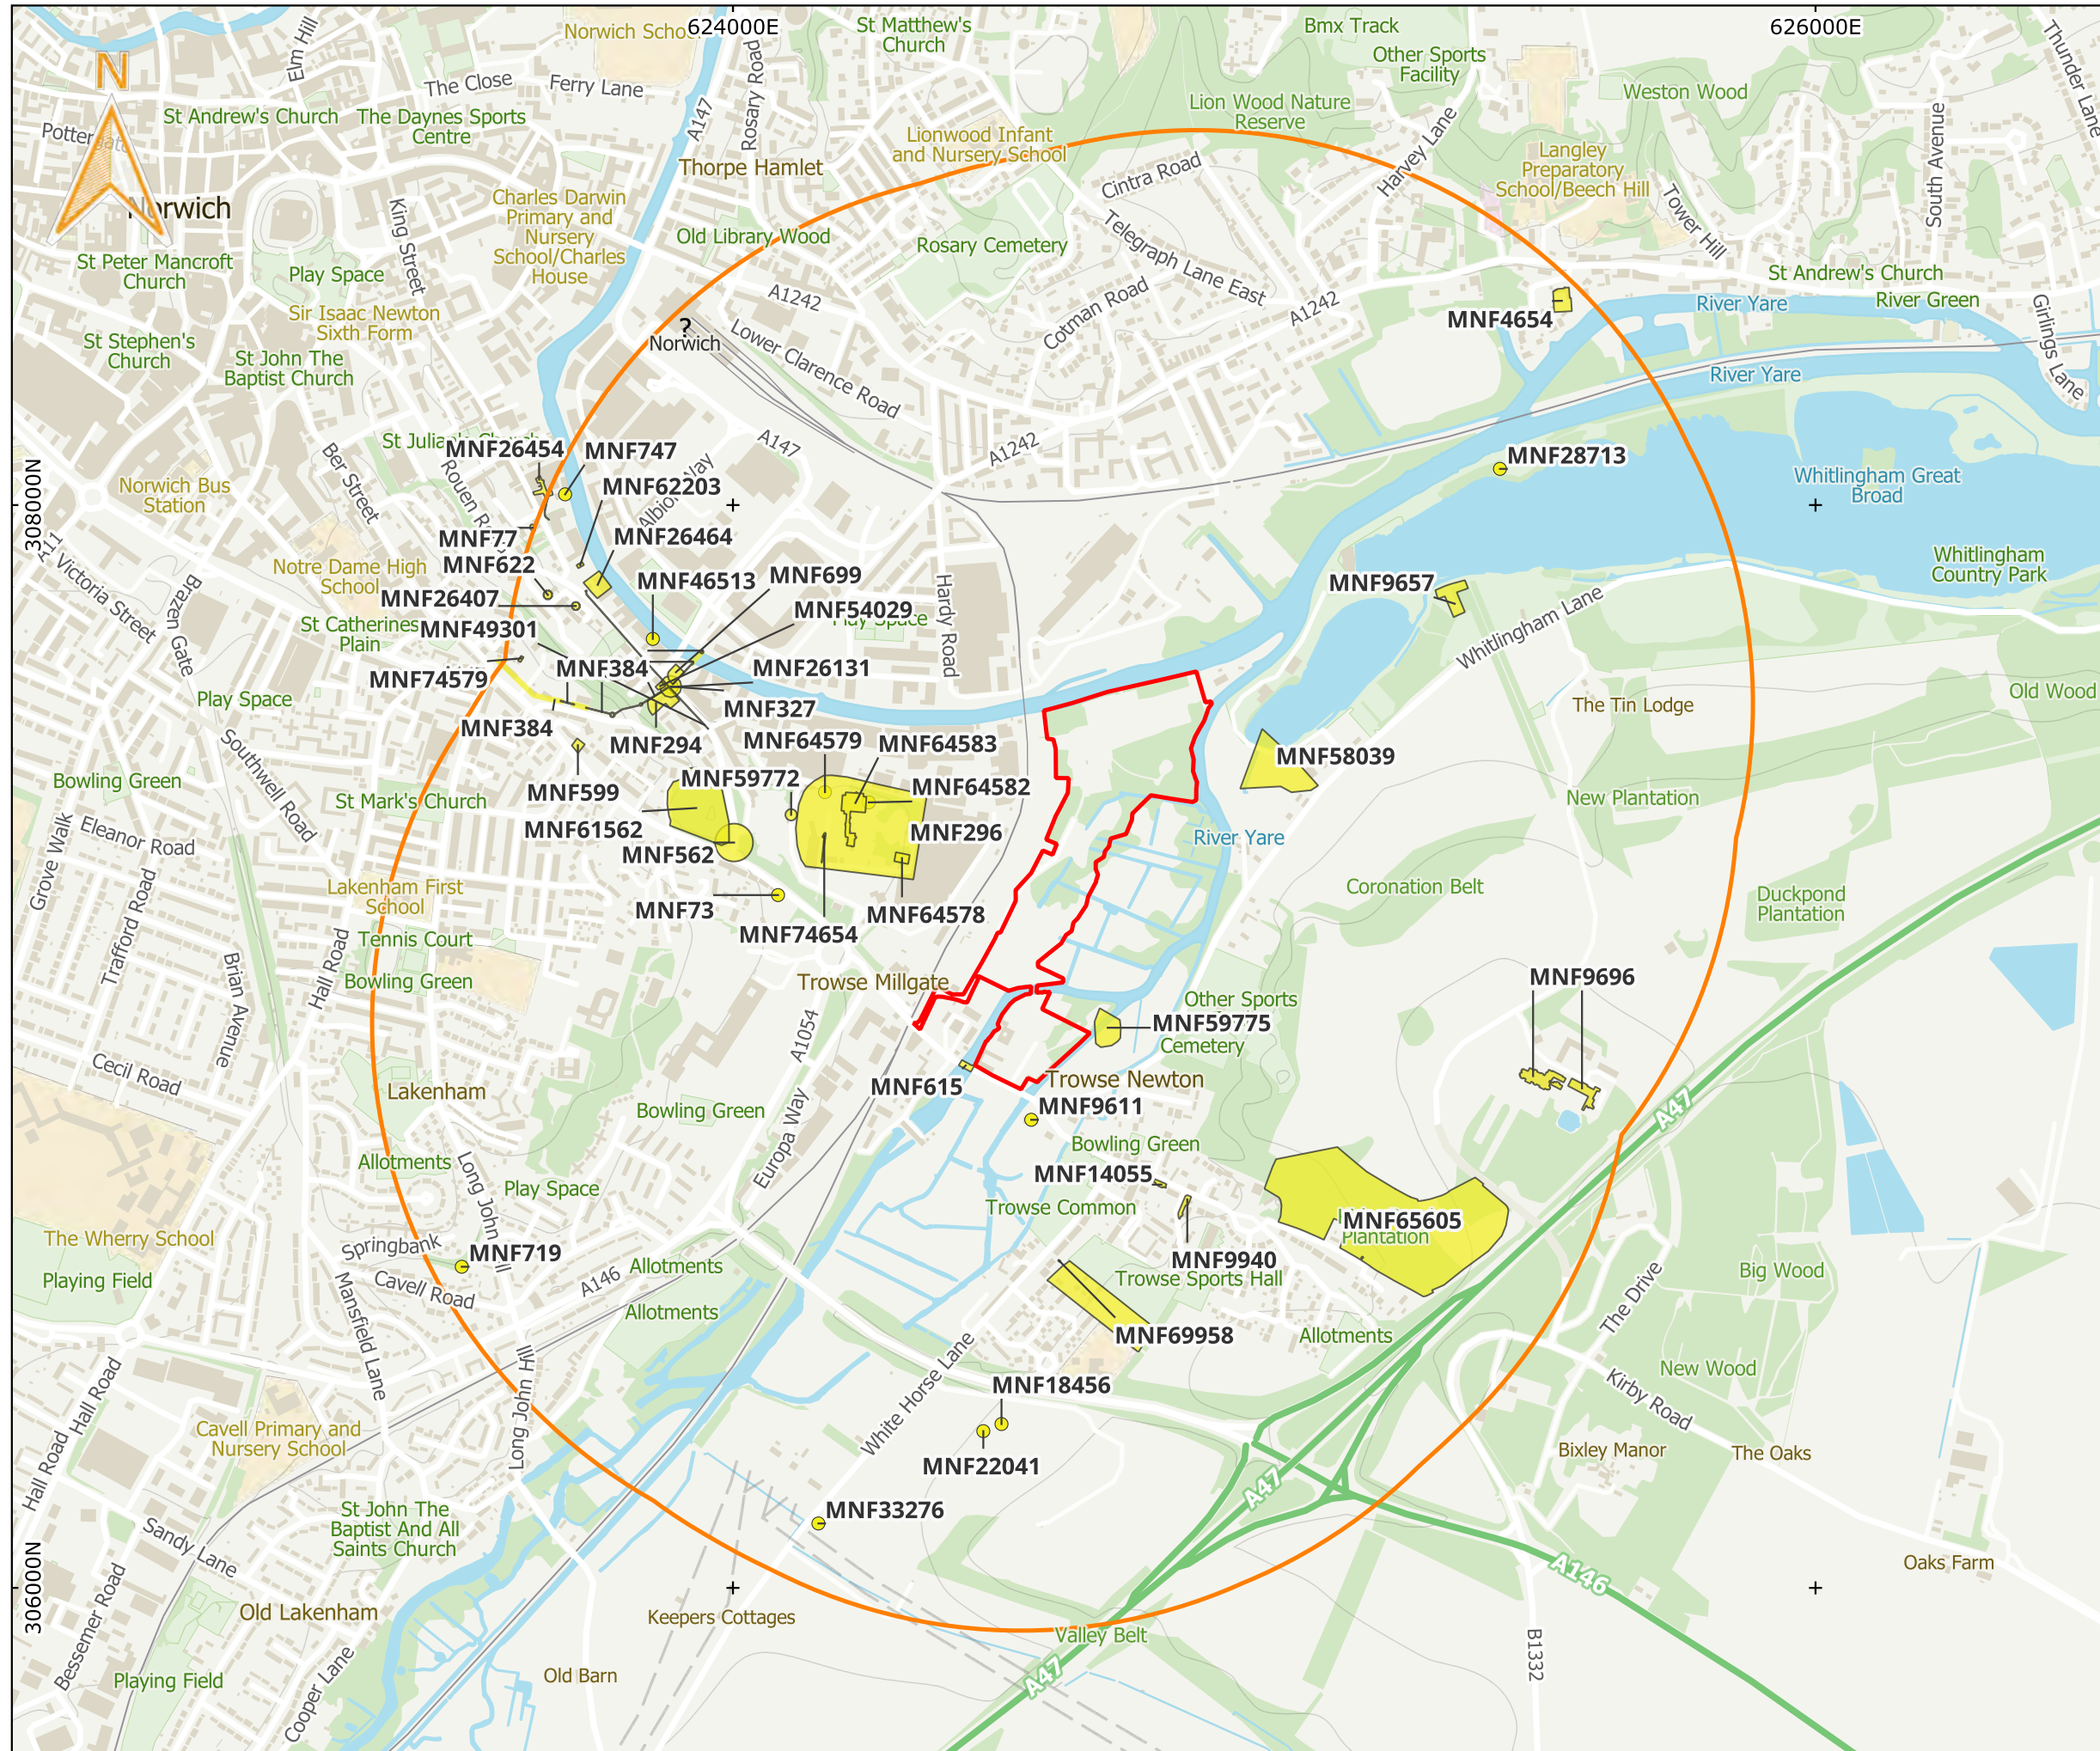 624000E
626000E
308000N
306000N
N
Norwich
Elm Hill
Norwich
St Matthew's
Church
Bmx Track
Other Sports
Facility
Thunder Lane
The Close
Ferry Lane
A147
Rosary Road
St Andrew's Church
The Daynes Sports
Centre
Lion Wood Nature
Reserve
Weston Wood
South Avenue
Lionwood Infant
and Nursery School
Thorpe Hamlet
Cintra Road
Harvey Lane
Langley
Preparatory
School/Beech Hill
Tower Hill
Charles Darwin
Primary and
Nursery
School/Charles
House
King Street
Old Library Wood
Rosary Cemetery
Telegraph Lane East
St Peter Mancroft
Church
Play Space
A1242
Cotman Road
A1242
St Andrew's Church
River Yare
River Green
Girlings Lane
MNF4654
Sir Isaac Newton
Sixth Form
?
Norwich
Lower Clarence Road
St Stephen's
Church
St John The
Baptist Church
River Yare
A147
A1242
MNF26454
MNF747
MNF62203
Albion Way
Ber Street
Norwich Bus
Station
MNF28713
Whitlingham Great
Broad
MNF77
MNF26464
A11
Victoria Street
Brazen Gate
Notre Dame High
School
MNF622
MNF26407
MNF46513
MNF699
MNF54029
Play Space
Hardy Road
MNF9657
Whitlingham
Country Park
Whitlingham Lane
St Catherines
Plain
MNF49301
MNF74579
MNF384
MNF26131
Play Space
MNF384
MNF327
MNF294
The Tin Lodge
Old Wood
Southwell Road
MNF64579
MNF64583
MNF58039
Bowling Green
MNF599
MNF59772
MNF64582
New Plantation
St Mark's Church
Grove Walk
Eleanor Road
MNF61562
MNF296
River Yare
MNF562
Trafford Road
Lakenham First
School
MNF73
MNF64578
Coronation Belt
Duckpond
Plantation
Tennis Court
MNF74654
Hall Road
Brian Avenue
Bowling Green
Trowse Millgate
MNF9696
Other Sports
A1054
MNF59775
Cemetery
Cecil Road
Lakenham
MNF615
Trowse Newton
Bowling Green
MNF9611
A47
Bowling Green
Allotments
Long John Hill
Play Space
Europa Way
MNF14055
Trowse Common
MNF65605
Plantation
The Wherry School
Springbank
MNF719
MNF9940
Playing Field
Cavell Road
Allotments
Trowse Sports Hall
Big Wood
A146
Mansfield Lane
Allotments
MNF69958
Allotments
The Drive
Long John Hill
White Horse Lane
New Wood
Hall Road
Kirby Road
MNF18456
Cavell Primary and
Nursery School
Hall Road
MNF22041
Bixley Manor
The Oaks
A47
St John The
Baptist And All
Saints Church
Sandy Lane
MNF33276
Bessemer Road
Oaks Farm
A146
Old Lakenham
Keepers Cottages
Valley Belt
B1332
Playing Field
Cooper Lane
Old Barn
A47